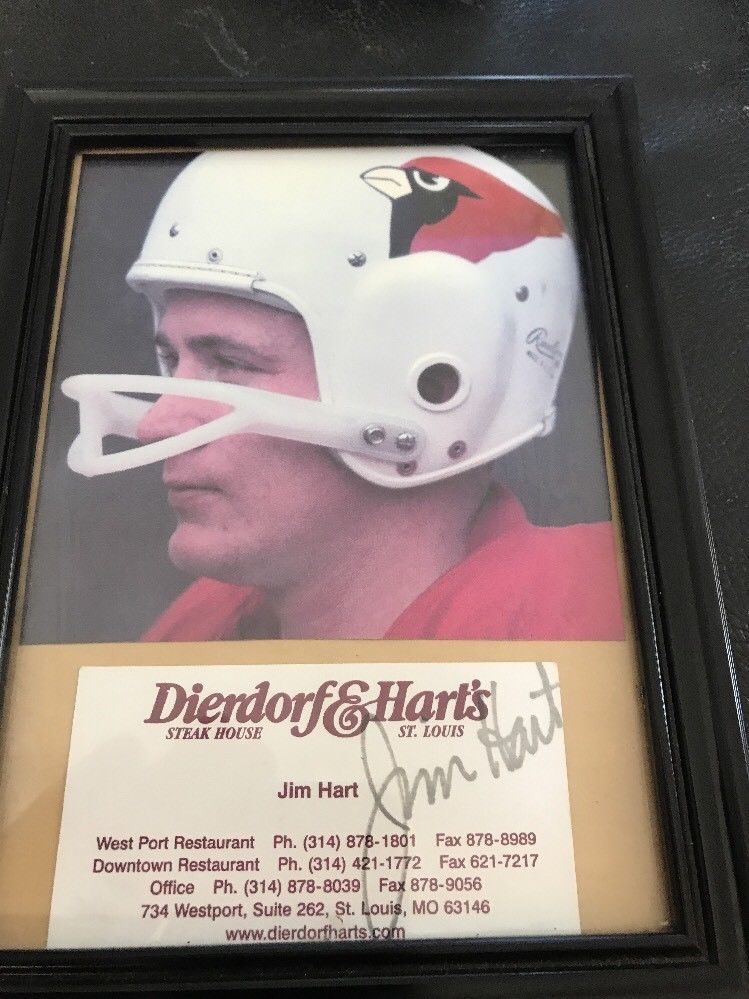 Dierdorf & Hart's
STEAK HOUSE ST. LOUIS
Jim Hart
Jim Hart
West Port Restaurant Ph. (314) 878-1801 Fax 878-8989
Downtown Restaurant Ph. (314) 421-1772 Fax 621-7217
Office Ph. (314) 878-8039 Fax 878-9056
734 Westport, Suite 262, St. Louis, MO 63146
www.dierdorfharts.com